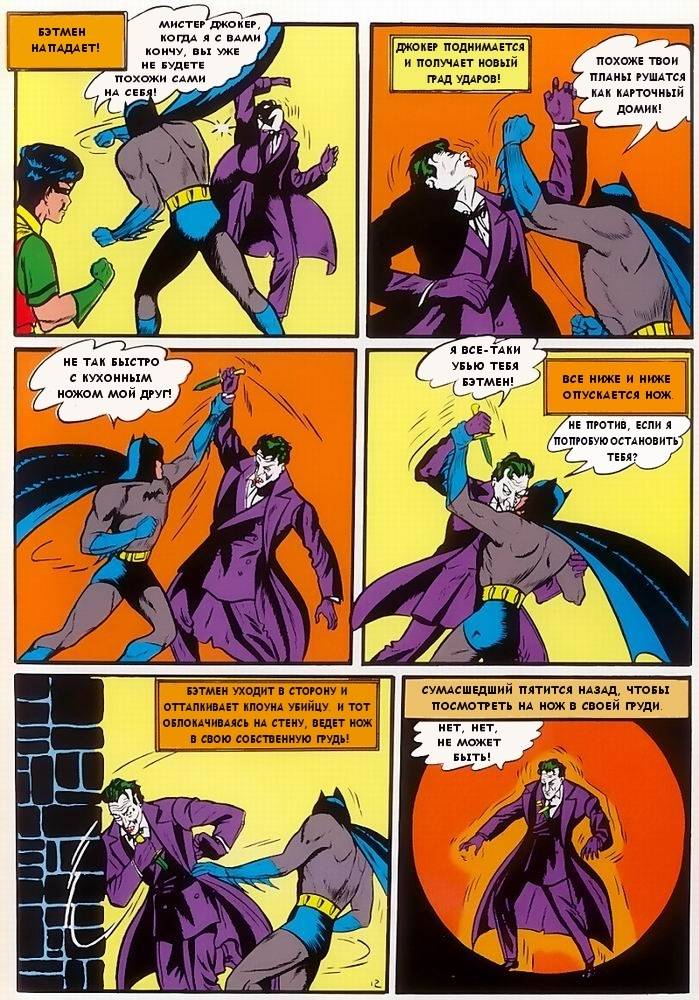 БЭТМЕН
НАПАДАЕТ!
МИСТЕР ДЖОКЕР,
КОГДА Я С ВАМИ
КОНЧУ, ВЫ УЖЕ
НЕ БУДЕТЕ
ПОХОЖИ САМИ
НА СЕБЯ!
ДЖОКЕР ПОДНИМАЕТСЯ
И ПОЛУЧАЕТ НОВЫЙ
ГРАД УДАРОВ!
ПОХОЖЕ ТВОИ
ПЛАНЫ РУШАТСЯ
КАК КАРТОЧНЫЙ
ДОМИК!
НЕ ТАК БЫСТРО
С КУХОННЫМ
НОЖОМ МОЙ ДРУГ!
Я ВСЕ-ТАКИ
УБЬЮ ТЕБЯ
БЭТМЕН!
ВСЕ НИЖЕ И НИЖЕ
ОПУСКАЕТСЯ НОЖ.
НЕ ПРОТИВ, ЕСЛИ Я
ПОПРОБУЮ ОСТАНОВИТЬ
ТЕБЯ?
БЭТМЕН УХОДИТ В СТОРОНУ И
ОТТАЛКИВАЕТ КЛОУНА УБИЙЦУ. И ТОТ
ОБЛОКАЧИВАЯСЬ НА СТЕНУ, ВЕДЕТ НОЖ
В СВОЮ СОБСТВЕННУЮ ГРУДЬ!
СУМАСШЕДШИЙ ПЯТИТСЯ НАЗАД, ЧТОБЫ
ПОСМОТРЕТЬ НА НОЖ В СВОЕЙ ГРУДИ.
НЕТ, НЕТ,
НЕ МОЖЕТ
БЫТЬ!
12